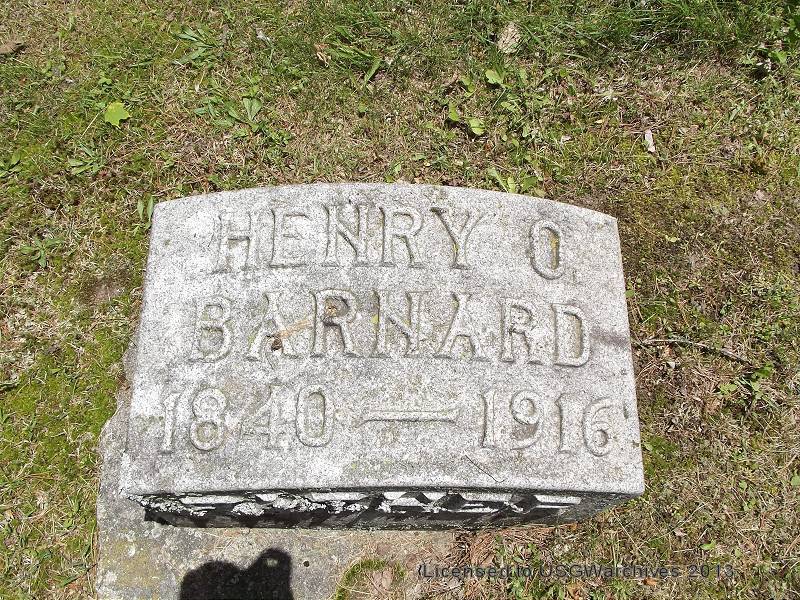 HENRY O.
BARNARD
1840 — 1916
(Licensed to USGWarchives 2013